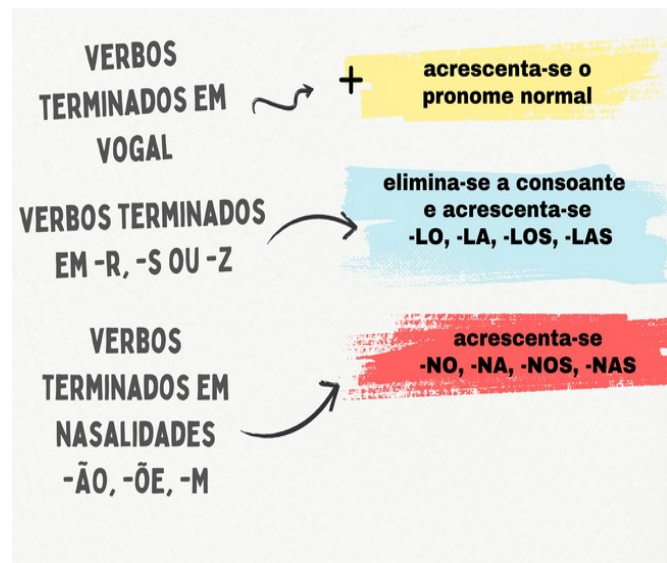 VERBOS
TERMINADOS EM
VOGAL
+
acrescenta-se o
pronome normal
VERBOS TERMINADOS
EM -R, -S OU -Z
elimina-se a consoante
e acrescenta-se
-LO, -LA, -LOS, -LAS
VERBOS
TERMINADOS EM
NASALIDADES
-ÃO, -ÕE, -M
acrescenta-se
-NO, -NA, -NOS, -NAS